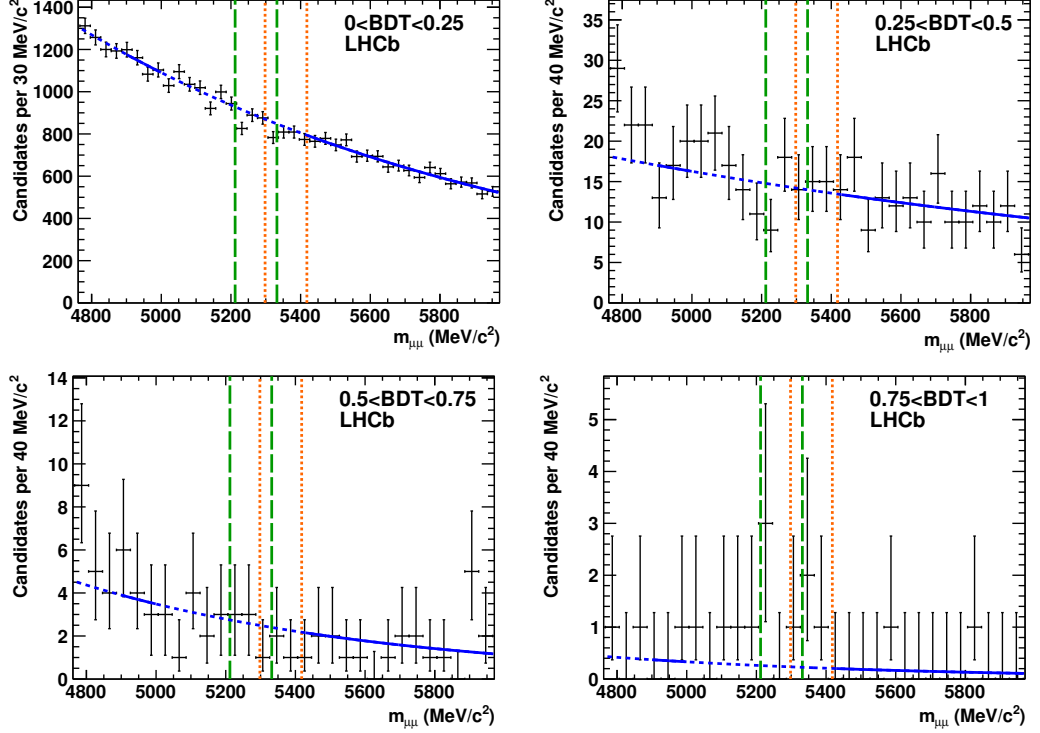 Candidates per 30 MeV/c²
0<BDT<0.25
LHCb
1400
1200
1000
800
600
400
200
0
4800 5000 5200 5400 5600 5800
mμμ (MeV/c²)
Candidates per 40 MeV/c²
0.25<BDT<0.5
LHCb
35
30
25
20
15
10
5
0
4800 5000 5200 5400 5600 5800
mμμ (MeV/c²)
Candidates per 40 MeV/c²
0.5<BDT<0.75
LHCb
14
12
10
8
6
4
2
0
4800 5000 5200 5400 5600 5800
mμμ (MeV/c²)
Candidates per 40 MeV/c²
0.75<BDT<1
LHCb
5
4
3
2
1
0
4800 5000 5200 5400 5600 5800
mμμ (MeV/c²)